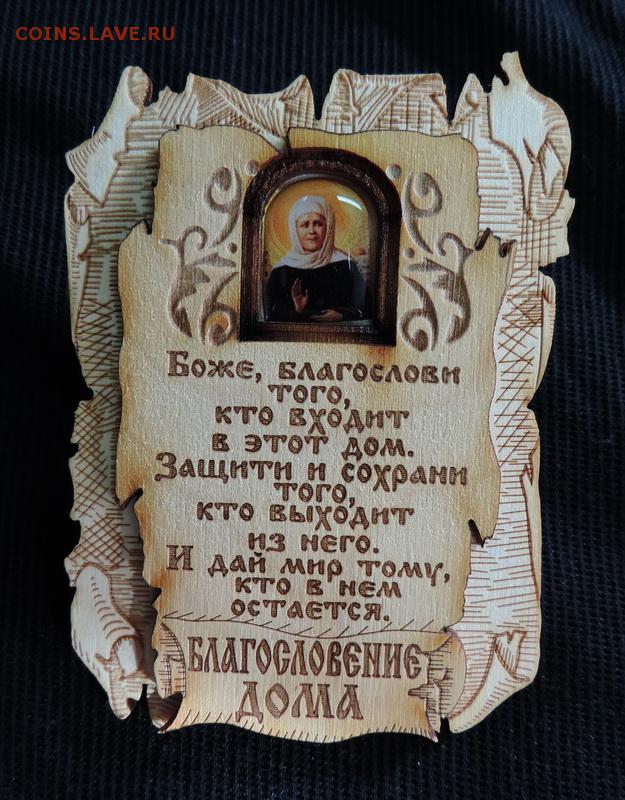 COINS.LAVE.RU
Боже, благослови
того,
кто входит
в этот дом.
Защити и сохрани
того,
кто выходит
из него.
И дай мир тому,
кто в нем
остается.
БЛАГОСЛОВЕНИЕ
ДОМА